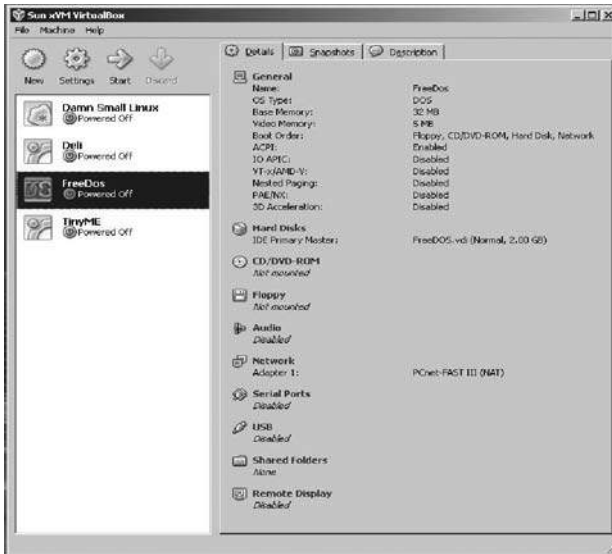 Sun xVM VirtualBox
File Machine Help
New Settings Start Discard
Damn Small Linux
Powered Off
Deli
Powered Off
FreeDos
Powered Off
TinyME
Powered Off
Details Snapshots Description
General
Name: FreeDos
OS Type: DOS
Base Memory: 32 MB
Video Memory: 5 MB
Boot Order: Floppy, CD/DVD-ROM, Hard Disk, Network
ACPI: Enabled
IO APIC: Disabled
VT-x/AMD-V: Disabled
Nested Paging: Disabled
PAE/NX: Disabled
3D Acceleration: Disabled
Hard Disks
IDE Primary Master: FreeDOS.vdi (Normal, 2.00 GB)
CD/DVD-ROM
Not mounted
Floppy
Not mounted
Audio
Disabled
Network
Adapter 1: PCnet-FAST III (NAT)
Serial Ports
Disabled
USB
Disabled
Shared Folders
None
Remote Display
Disabled